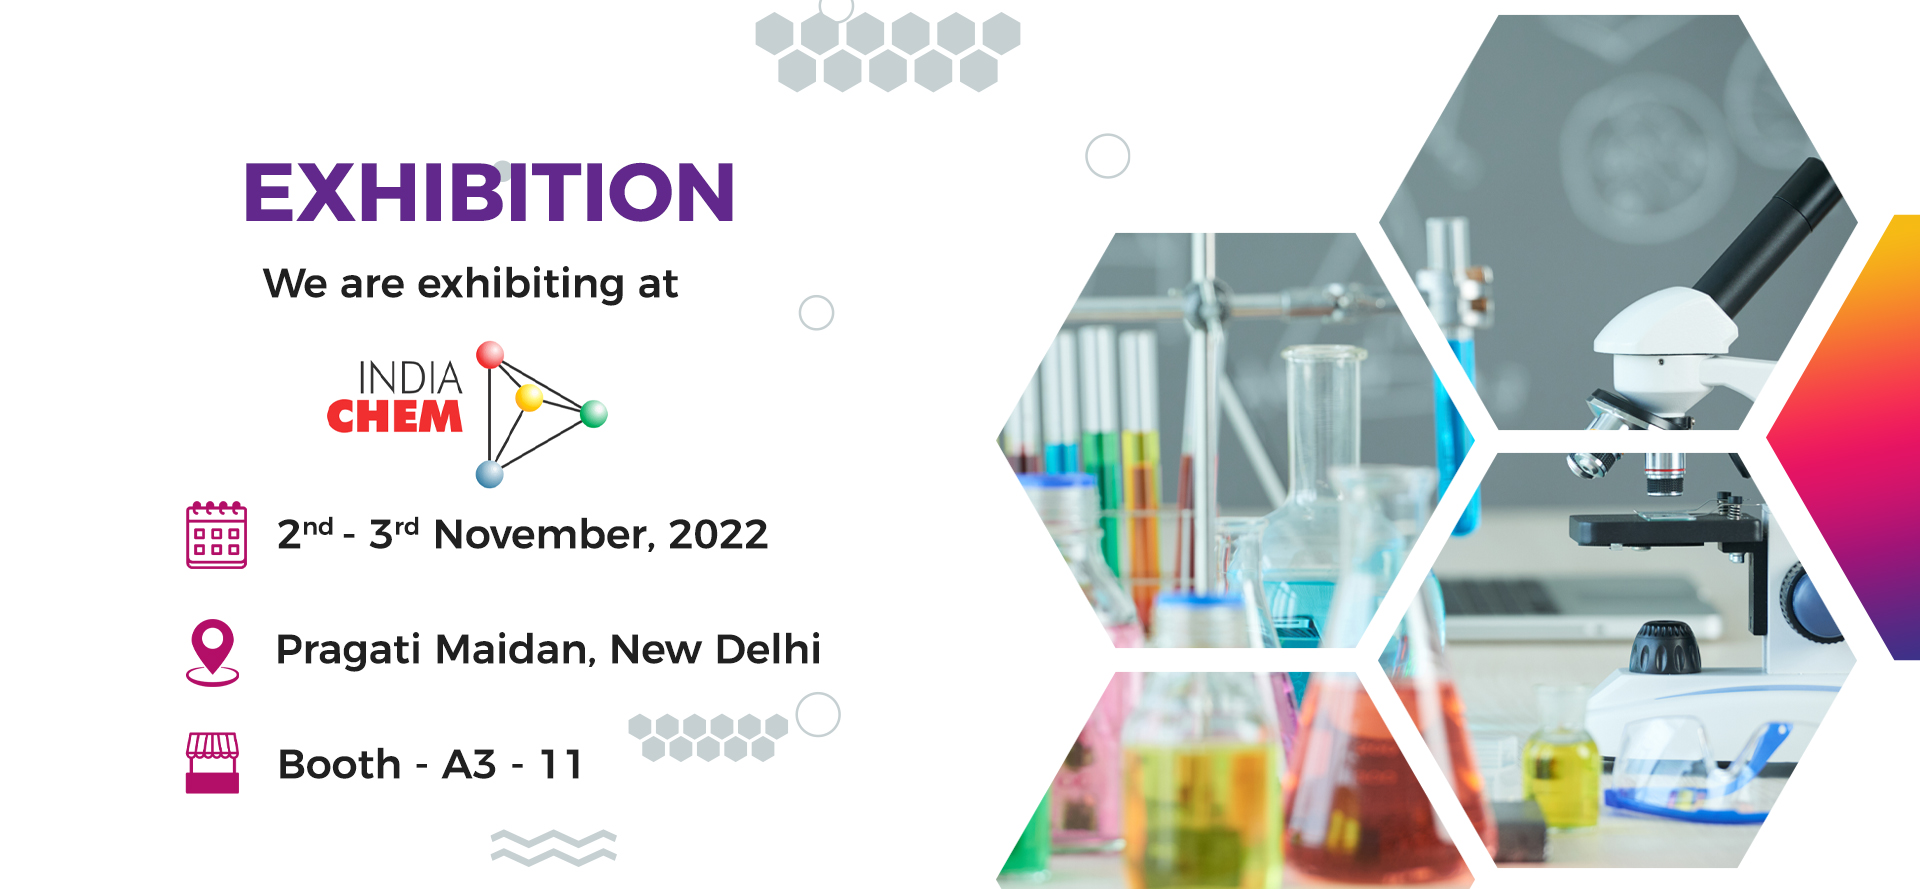 EXHIBITION
We are exhibiting at
INDIA
CHEM
2nd - 3rd November, 2022
Pragati Maidan, New Delhi
Booth - A3 - 11